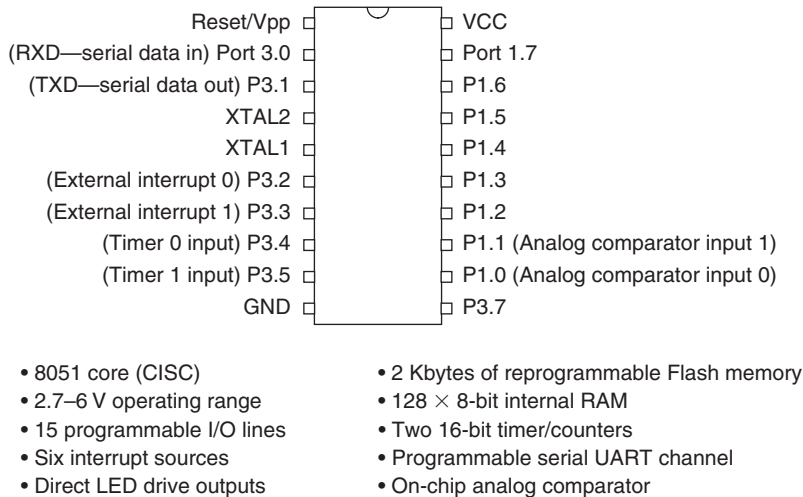 Reset/Vpp
(RXD—serial data in) Port 3.0
(TXD—serial data out) P3.1
XTAL2
XTAL1
(External interrupt 0) P3.2
(External interrupt 1) P3.3
(Timer 0 input) P3.4
(Timer 1 input) P3.5
GND
VCC
Port 1.7
P1.6
P1.5
P1.4
P1.3
P1.2
P1.1 (Analog comparator input 1)
P1.0 (Analog comparator input 0)
P3.7
• 8051 core (CISC)
• 2.7–6 V operating range
• 15 programmable I/O lines
• Six interrupt sources
• Direct LED drive outputs
• 2 Kbytes of reprogrammable Flash memory
• 128 × 8-bit internal RAM
• Two 16-bit timer/counters
• Programmable serial UART channel
• On-chip analog comparator